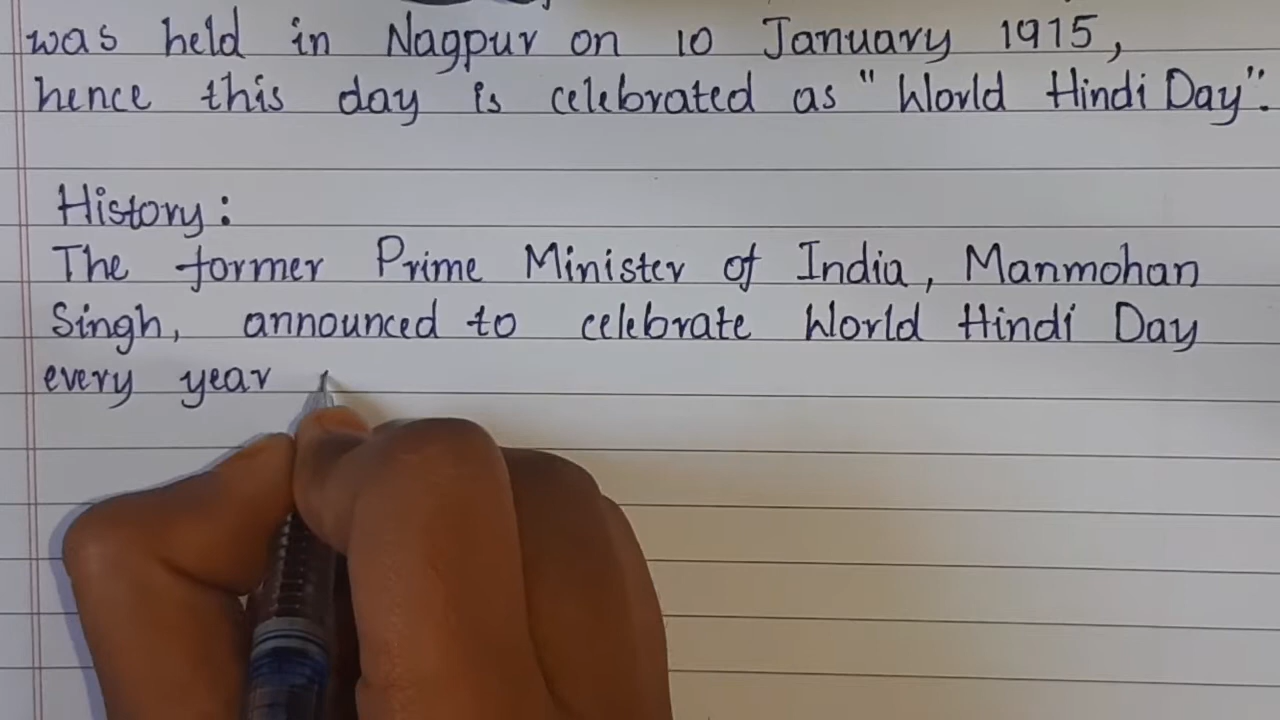 was held in Nagpur on 10 January 1975,
hence this day is celebrated as "World Hindi Day".
History:
The former Prime Minister of India, Manmohan
Singh, announced to celebrate World Hindi Day
every year